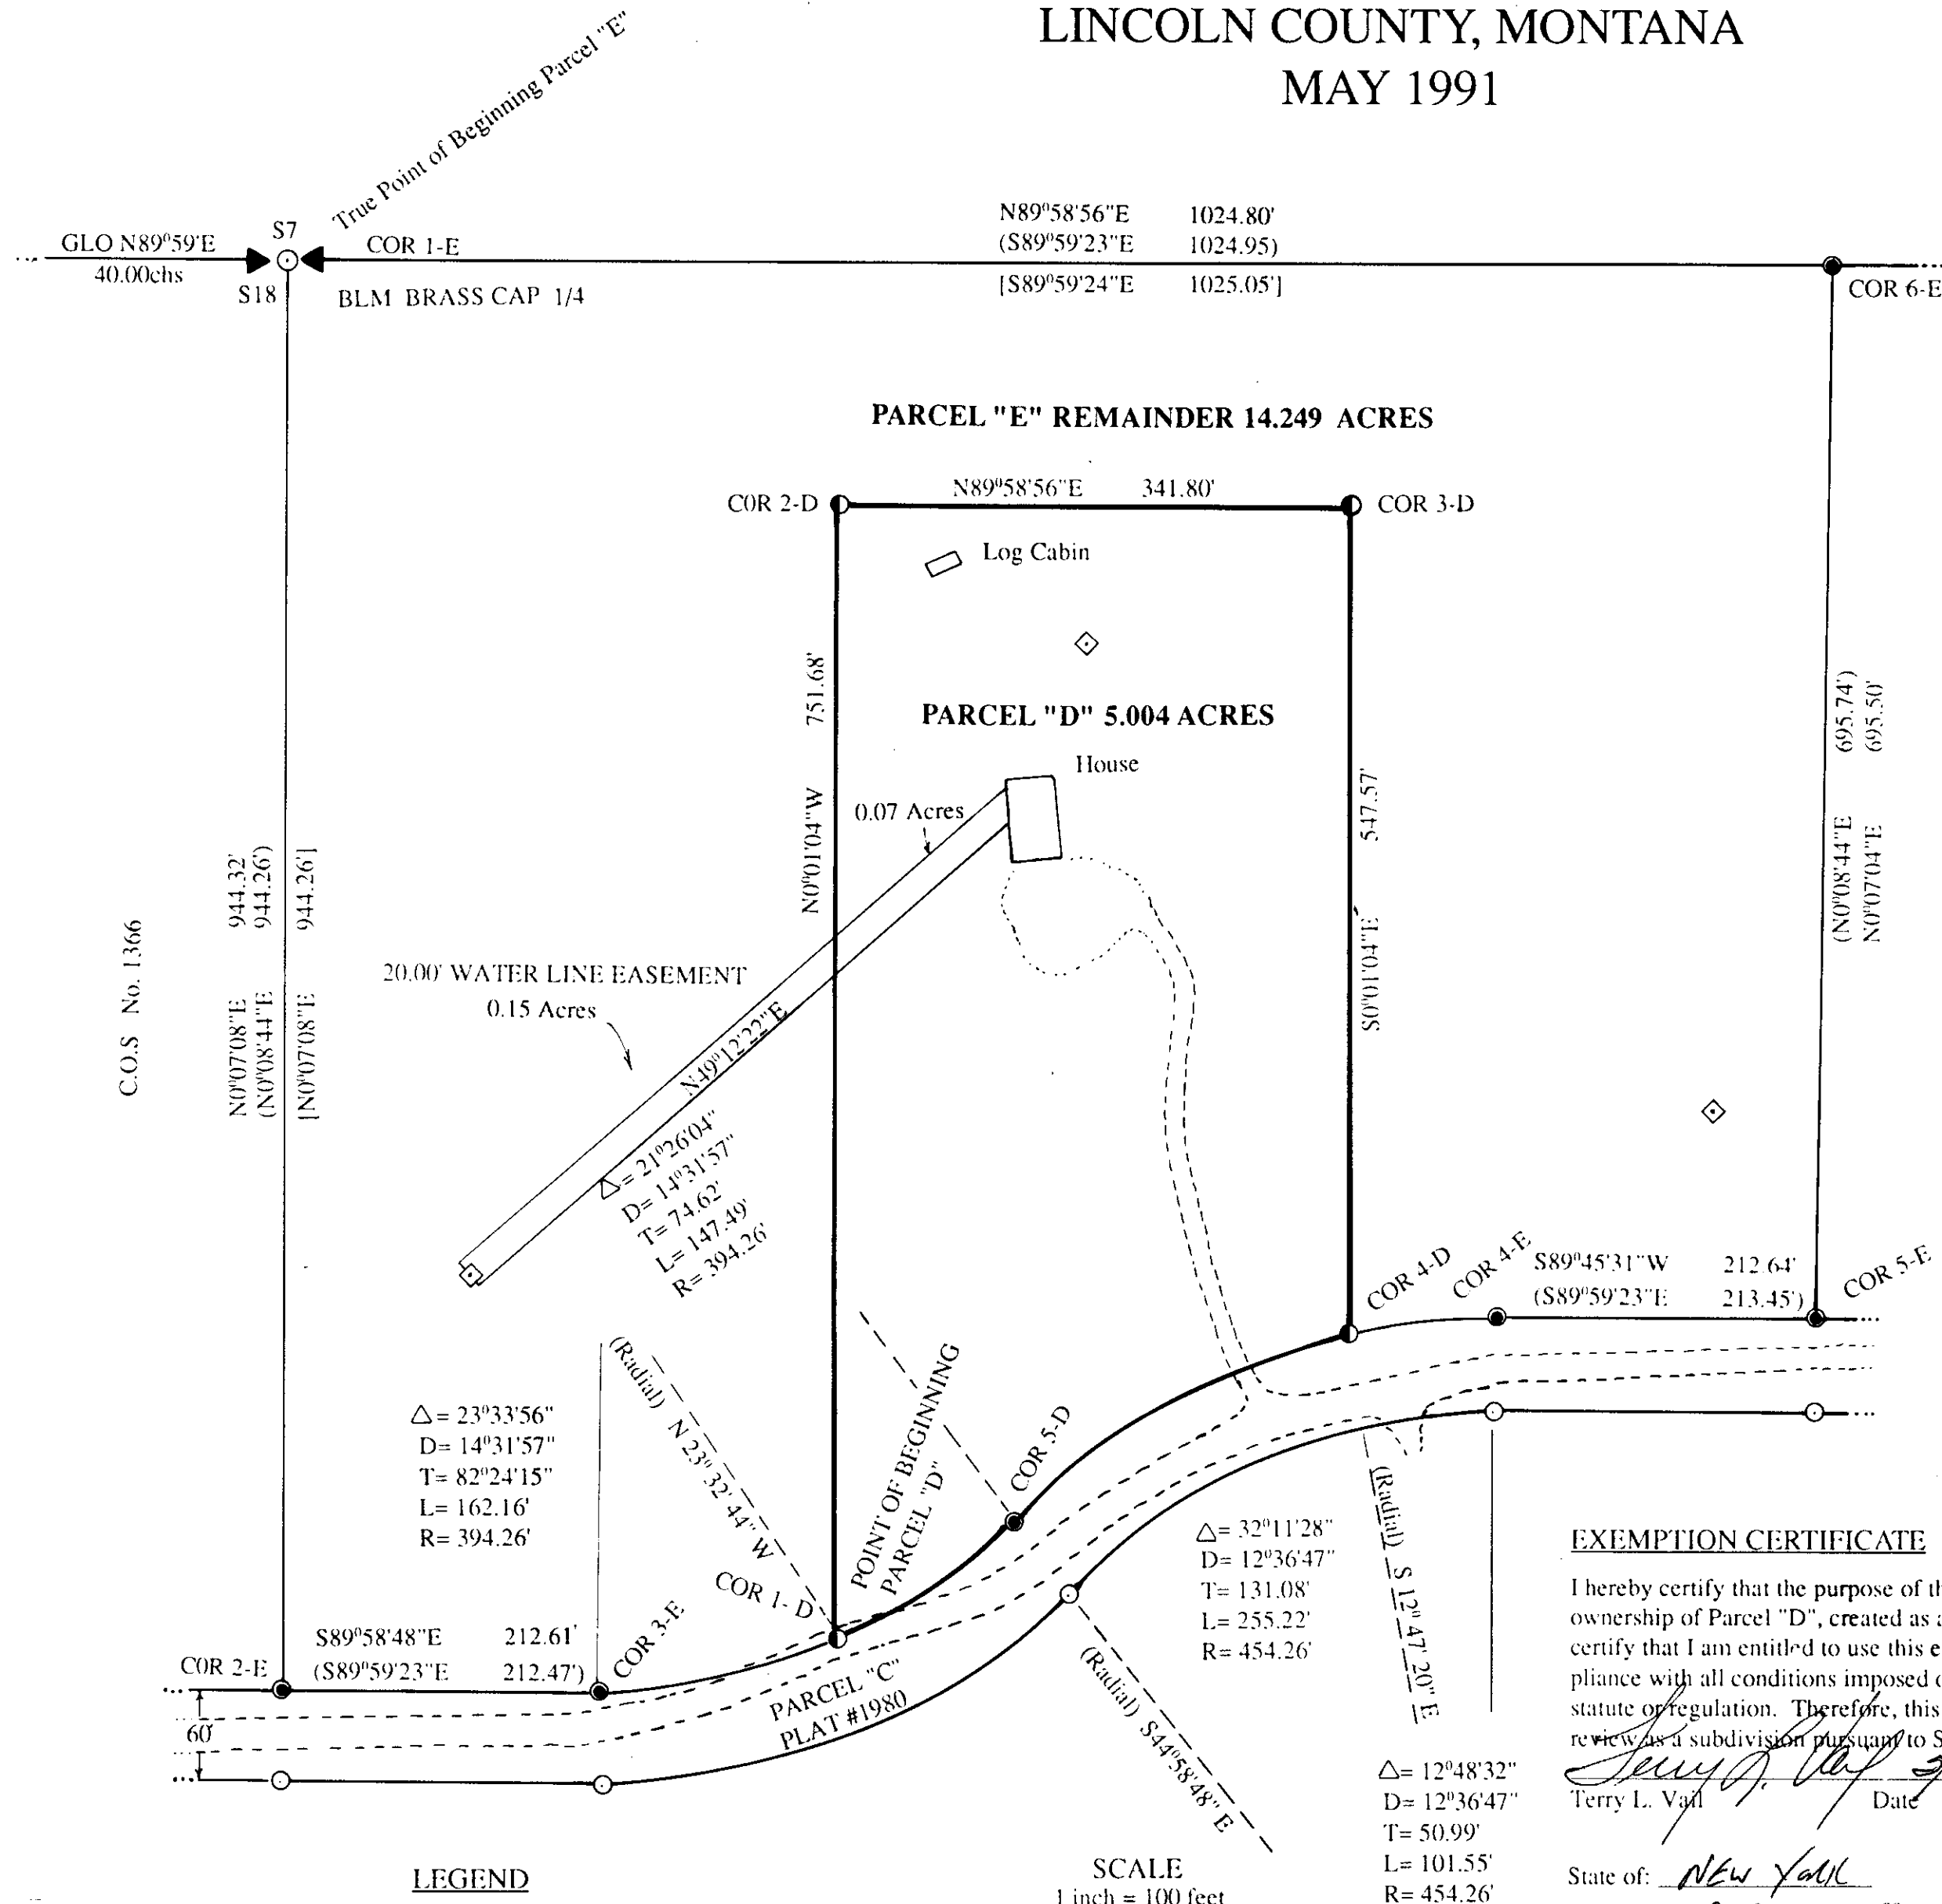 LINCOLN COUNTY, MONTANA
MAY 1991
True Point of Beginning Parcel "E"
GLO N89°59'E
40.00chs
S7
S18
COR 1-E
BLM BRASS CAP 1/4
N89°58'56"E 1024.80'
(S89°59'23"E 1024.95)
[S89°59'24"E 1025.05']
COR 6-E
PARCEL "E" REMAINDER 14.249 ACRES
COR 2-D
N89°58'56"E 341.80'
COR 3-D
Log Cabin
PARCEL "D" 5.004 ACRES
House
0.07 Acres
N0°01'04"W 751.68'
S0°01'04"E 547.57'
(N0°08'44"E 695.74')
N0°07'04"E 695.50'
C.O.S No. 1366
N0°07'08"E 944.32'
(N0°08'44"E 944.26')
[N0°07'08"E 944.26']
20.00' WATER LINE EASEMENT
0.15 Acres
N49°12'22"E
△= 21°26'04"
D= 14°31'57"
T= 74.62'
L= 147.49'
R= 394.26'
COR 4-D
COR 4-E
S89°45'31"W 212.64'
(S89°59'23"E 213.45')
COR 5-E
(Radial) N 23° 32' 44" W
△= 23°33'56"
D= 14°31'57"
T= 82°24'15"
L= 162.16'
R= 394.26'
POINT OF BEGINNING
PARCEL "D"
COR 5-D
COR 1- D
△= 32°11'28"
D= 12°36'47"
T= 131.08'
L= 255.22'
R= 454.26'
(Radial) S 12° 47' 20" E
COR 2-E
S89°58'48"E 212.61'
(S89°59'23"E 212.47')
COR 3-E
60'
PARCEL "C"
PLAT #1980
(Radial) S44°58'48" E
△= 12°48'32"
D= 12°36'47"
T= 50.99'
L= 101.55'
R= 454.26'
EXEMPTION CERTIFICATE
I hereby certify that the purpose of th
ownership of Parcel "D", created as a
certify that I am entitled to use this e
pliance with all conditions imposed o
statute or regulation. Therefore, this
review as a subdivision pursuant to S
Terry L. Vail
Terry L. Vail Date
State of: NEW YORK
LEGEND
SCALE
1 inch = 100 feet